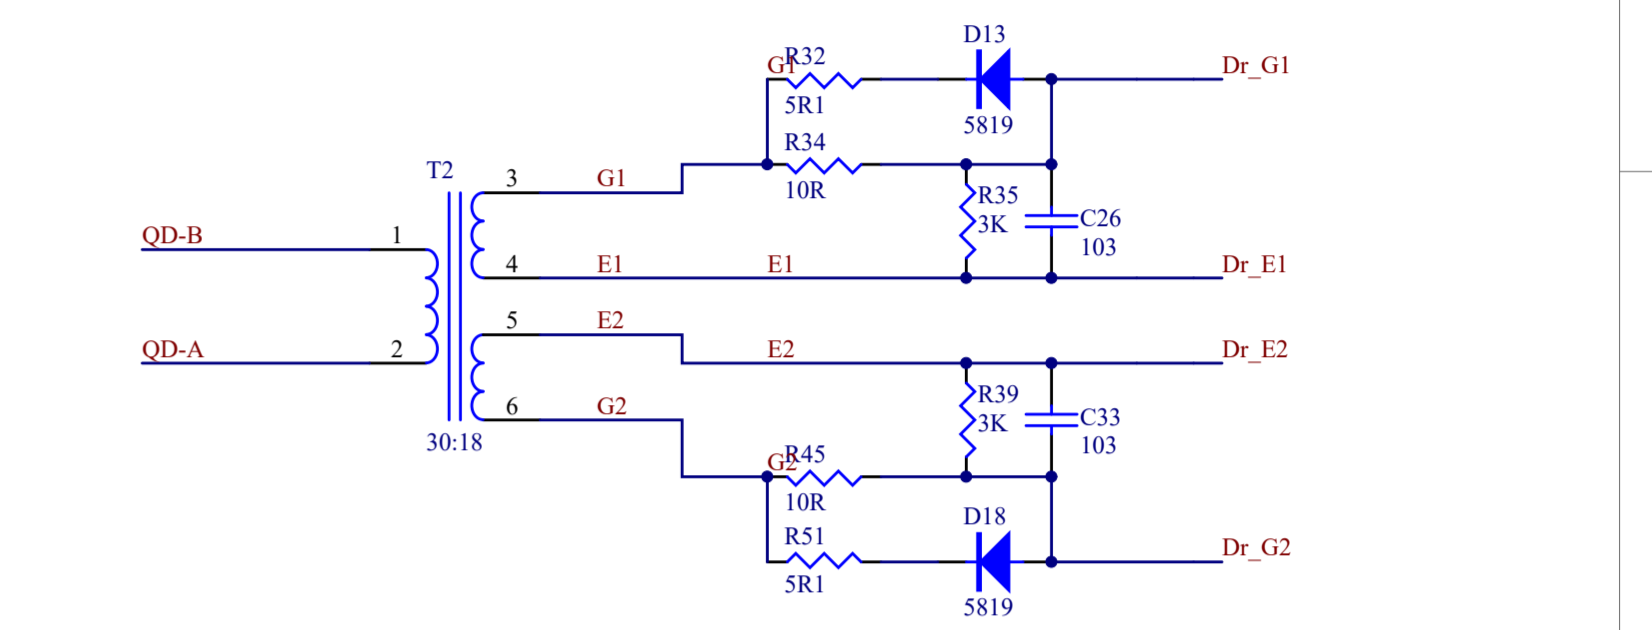 D13
R32
G1
Dr_G1
5R1
5819
R34
T2
3
G1
10R
R35
3K
C26
103
QD-B
1
4
E1
E1
Dr_E1
5
E2
QD-A
2
E2
Dr_E2
R39
3K
C33
103
6
G2
30:18
R45
G2
10R
D18
R51
Dr_G2
5R1
5819